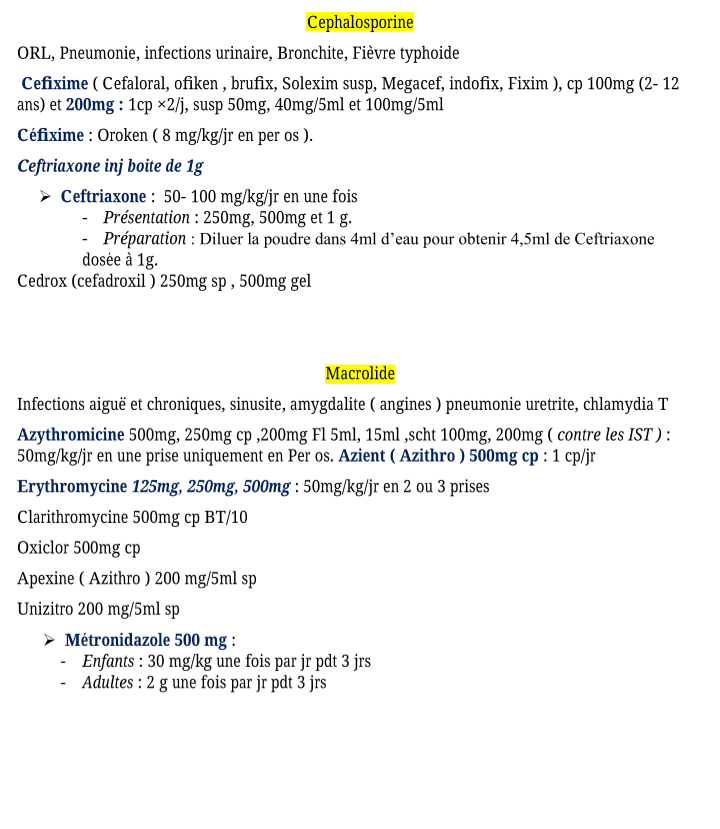 Cephalosporine
ORL, Pneumonie, infections urinaire, Bronchite, Fièvre typhoide
Cefixime ( Cefaloral, ofiken , brufix, Solexim susp, Megacef, indofix, Fixim ), cp 100mg (2- 12
ans) et 200mg : 1cp ×2/j, susp 50mg, 40mg/5ml et 100mg/5ml
Céfixime : Oroken ( 8 mg/kg/jr en per os ).
Ceftriaxone inj boite de 1g
➢ Ceftriaxone : 50- 100 mg/kg/jr en une fois
- Présentation : 250mg, 500mg et 1 g.
- Préparation : Diluer la poudre dans 4ml d’eau pour obtenir 4,5ml de Ceftriaxone
dosée à 1g.
Cedrox (cefadroxil ) 250mg sp , 500mg gel
Macrolide
Infections aiguë et chroniques, sinusite, amygdalite ( angines ) pneumonie uretrite, chlamydia T
Azythromicine 500mg, 250mg cp ,200mg Fl 5ml, 15ml ,scht 100mg, 200mg ( contre les IST ) :
50mg/kg/jr en une prise uniquement en Per os. Azient ( Azithro ) 500mg cp : 1 cp/jr
Erythromycine 125mg, 250mg, 500mg : 50mg/kg/jr en 2 ou 3 prises
Clarithromycine 500mg cp BT/10
Oxiclor 500mg cp
Apexine ( Azithro ) 200 mg/5ml sp
Unizitro 200 mg/5ml sp
➢ Métronidazole 500 mg :
- Enfants : 30 mg/kg une fois par jr pdt 3 jrs
- Adultes : 2 g une fois par jr pdt 3 jrs